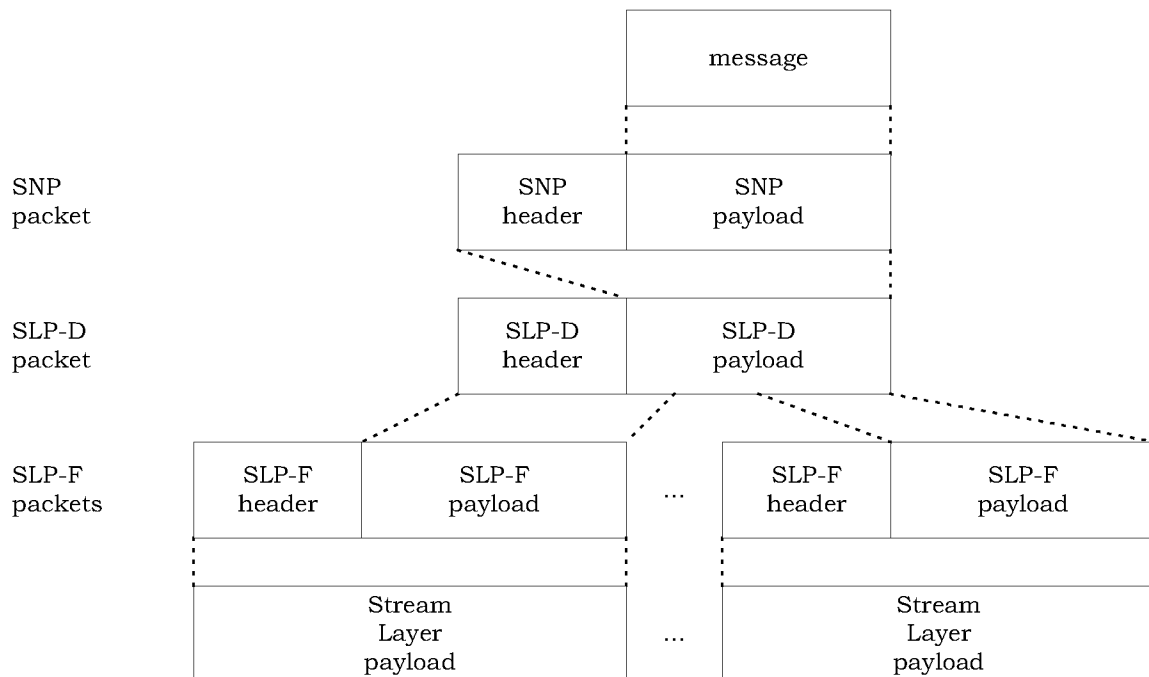 message
SNP
packet
SNP
header
SNP
payload
SLP-D
packet
SLP-D
header
SLP-D
payload
SLP-F
packets
SLP-F
header
SLP-F
payload
...
SLP-F
header
SLP-F
payload
Stream
Layer
payload
...
Stream
Layer
payload